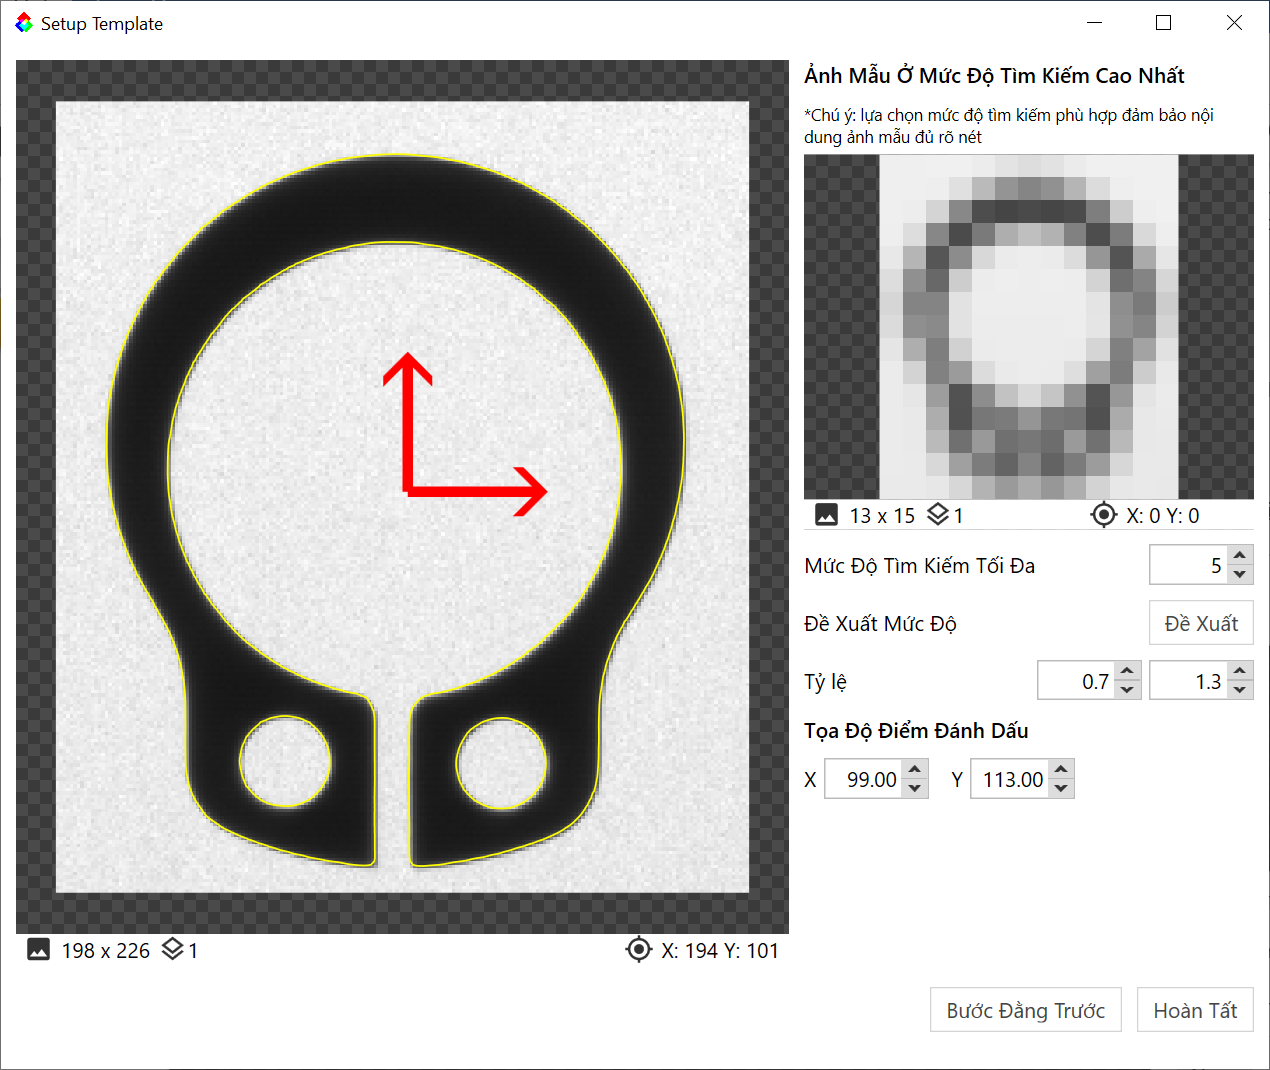 Setup Template
Ảnh Mẫu Ở Mức Độ Tìm Kiếm Cao Nhất
*Chú ý: lựa chọn mức độ tìm kiếm phù hợp đảm bảo nội
dung ảnh mẫu đủ rõ nét
13 x 15 1 X: 0 Y: 0
Mức Độ Tìm Kiếm Tối Đa 5
Đề Xuất Mức Độ Đề Xuất
Tỷ lệ 0.7 1.3
Tọa Độ Điểm Đánh Dấu
X 99.00 Y 113.00
198 x 226 1 X: 194 Y: 101
Bước Đằng Trước Hoàn Tất